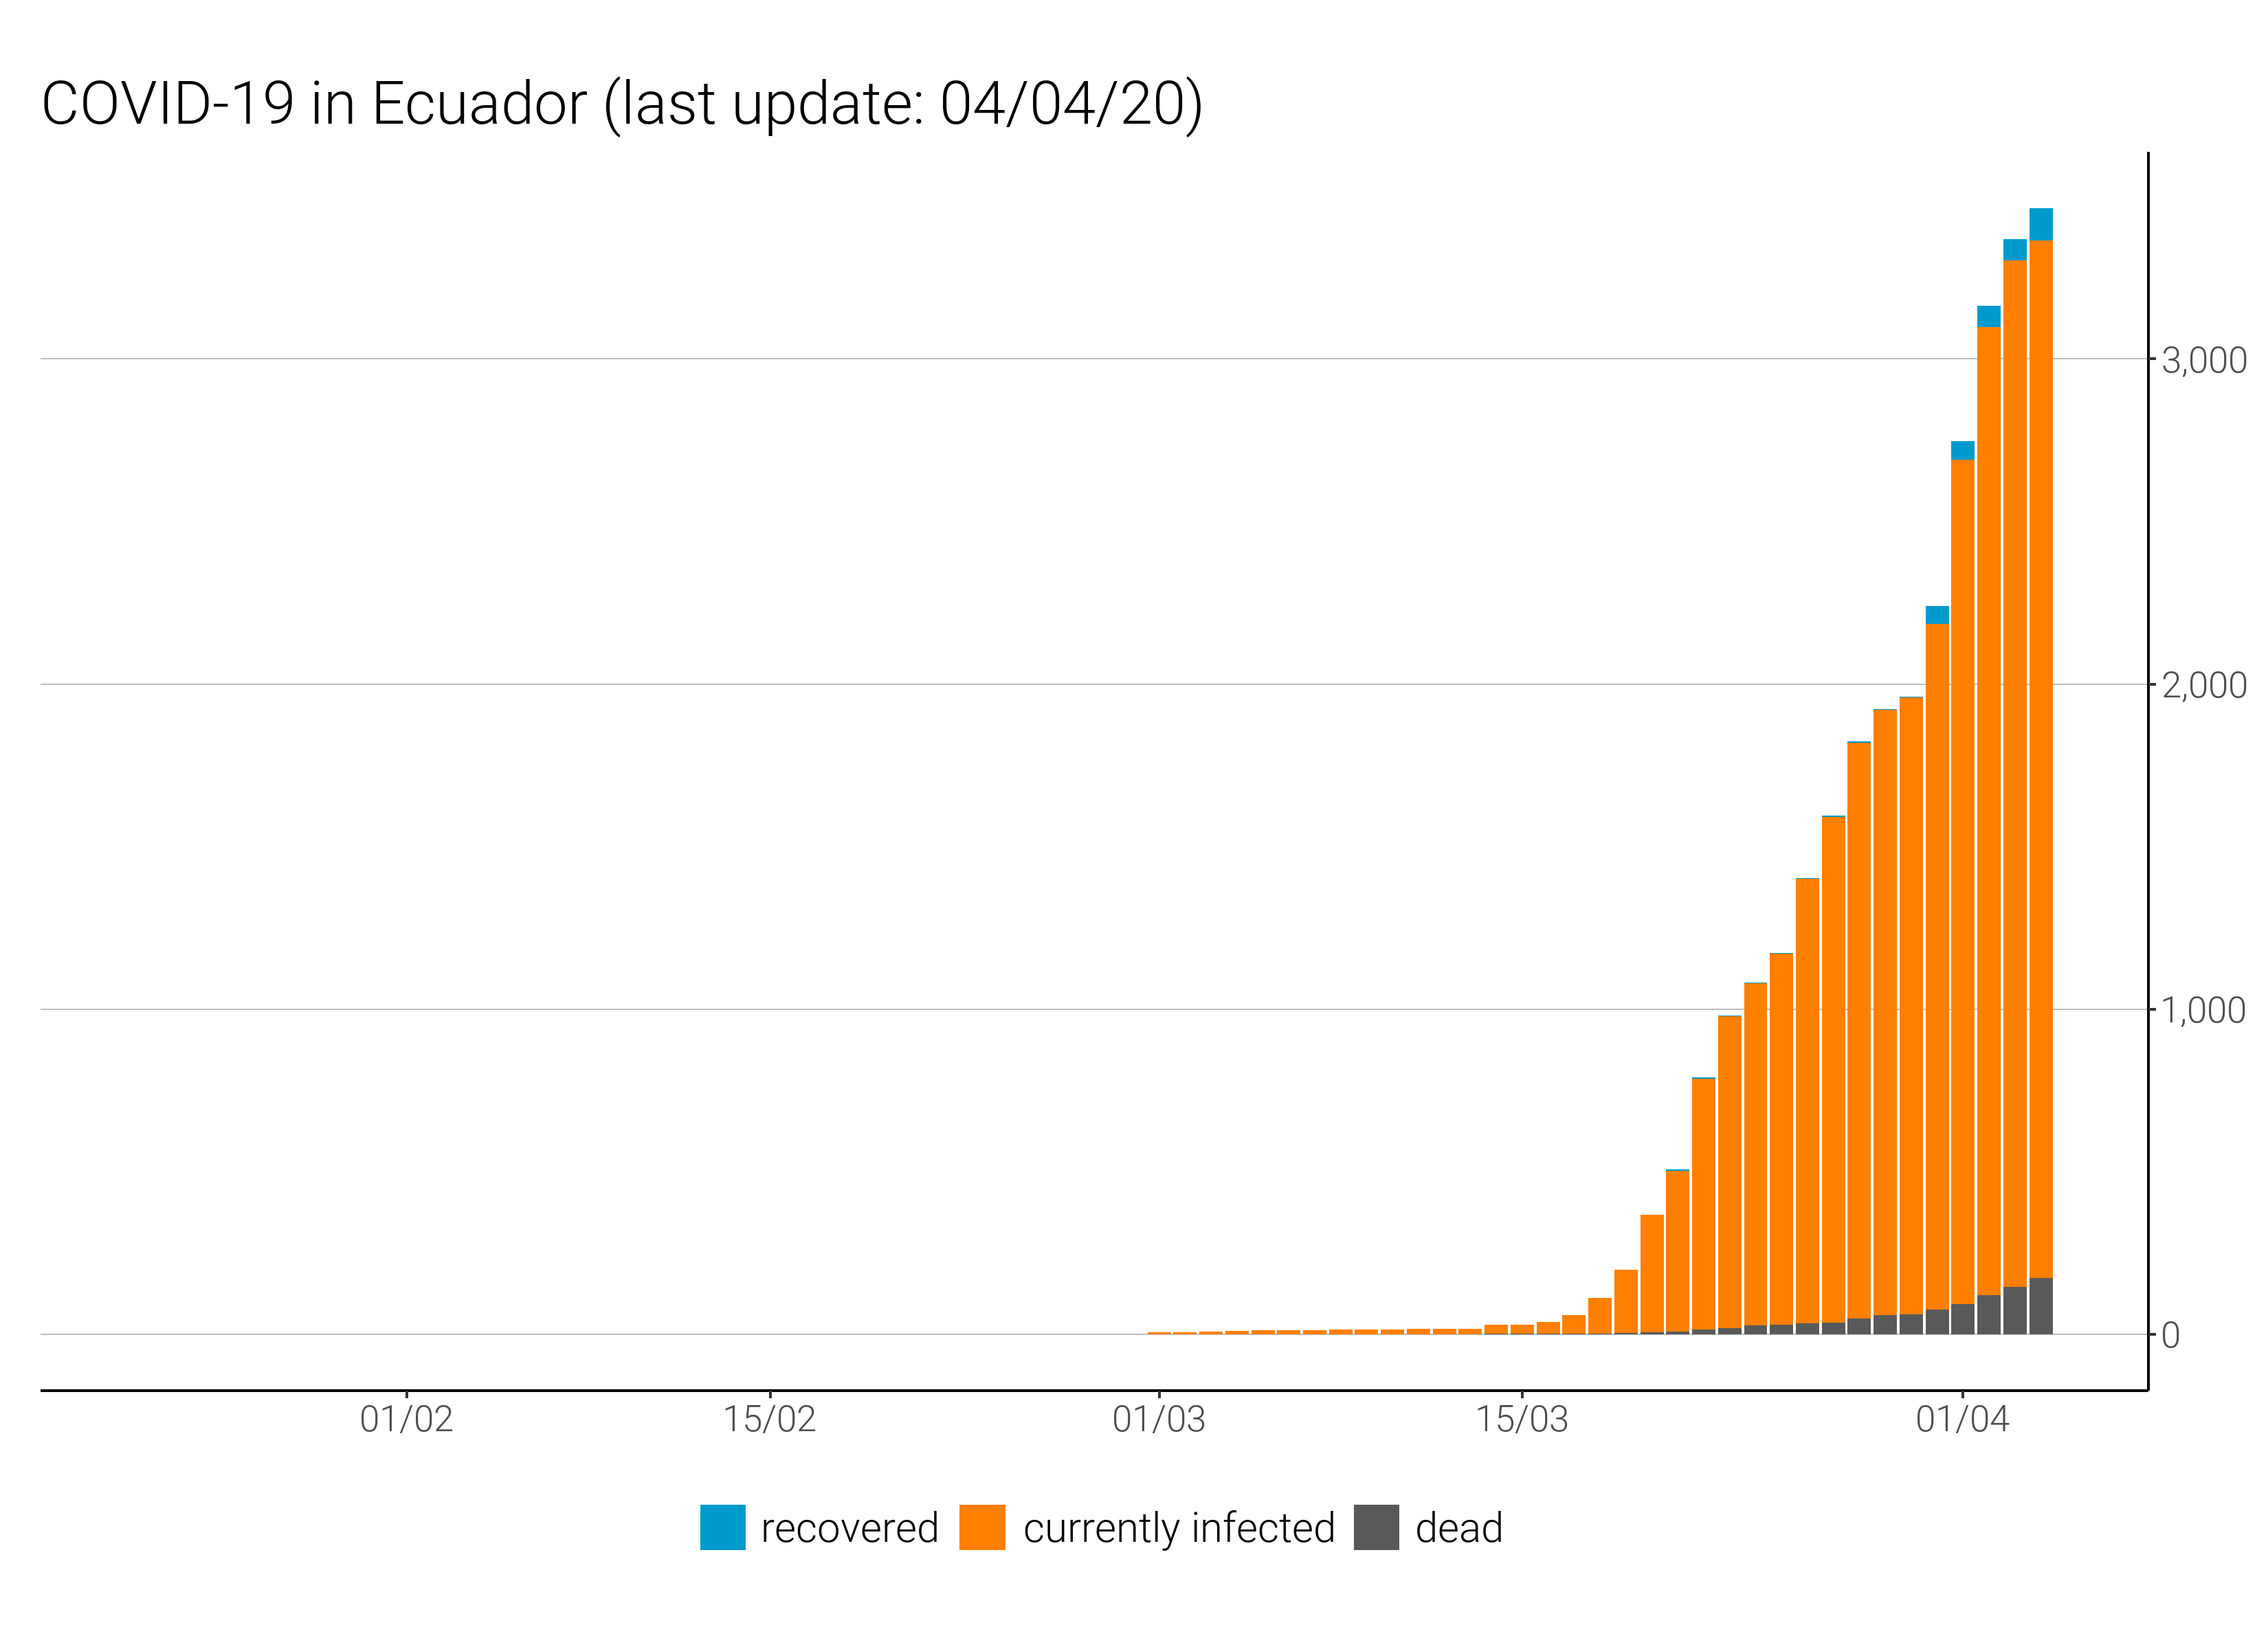 COVID-19 in Ecuador (last update: 04/04/20)
3,000
2,000
1,000
0
01/02 15/02 01/03 15/03 01/04
recovered currently infected dead